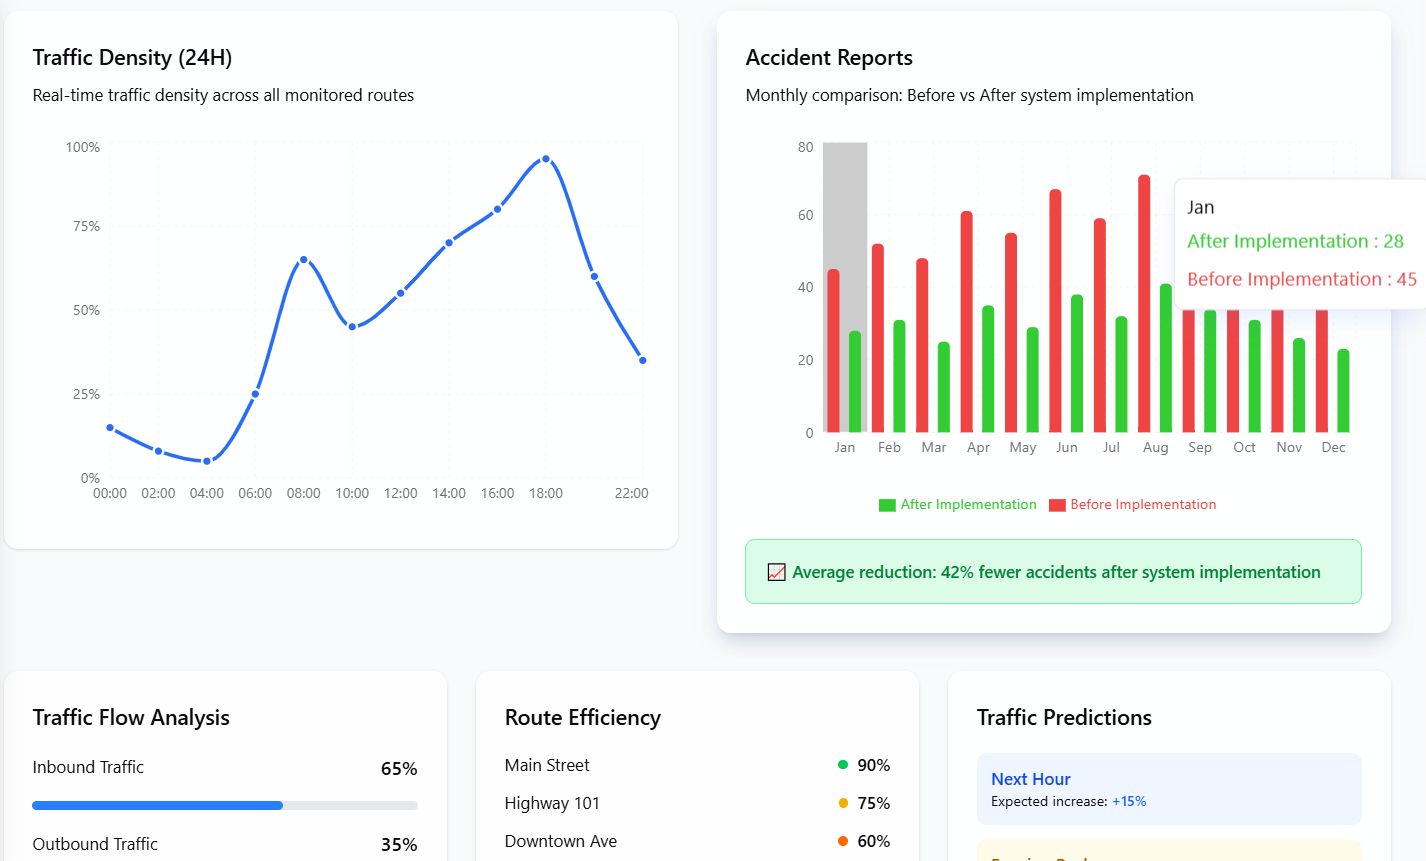 Traffic Density (24H)
Real-time traffic density across all monitored routes
100%
75%
50%
25%
0%
00:00 02:00 04:00 06:00 08:00 10:00 12:00 14:00 16:00 18:00 22:00
Accident Reports
Monthly comparison: Before vs After system implementation
80
60
40
20
0
Jan
After Implementation : 28
Before Implementation : 45
Jan Feb Mar Apr May Jun Jul Aug Sep Oct Nov Dec
After Implementation Before Implementation
Average reduction: 42% fewer accidents after system implementation
Traffic Flow Analysis
Inbound Traffic 65%
Outbound Traffic 35%
Route Efficiency
Main Street 90%
Highway 101 75%
Downtown Ave 60%
Traffic Predictions
Next Hour
Expected increase: +15%